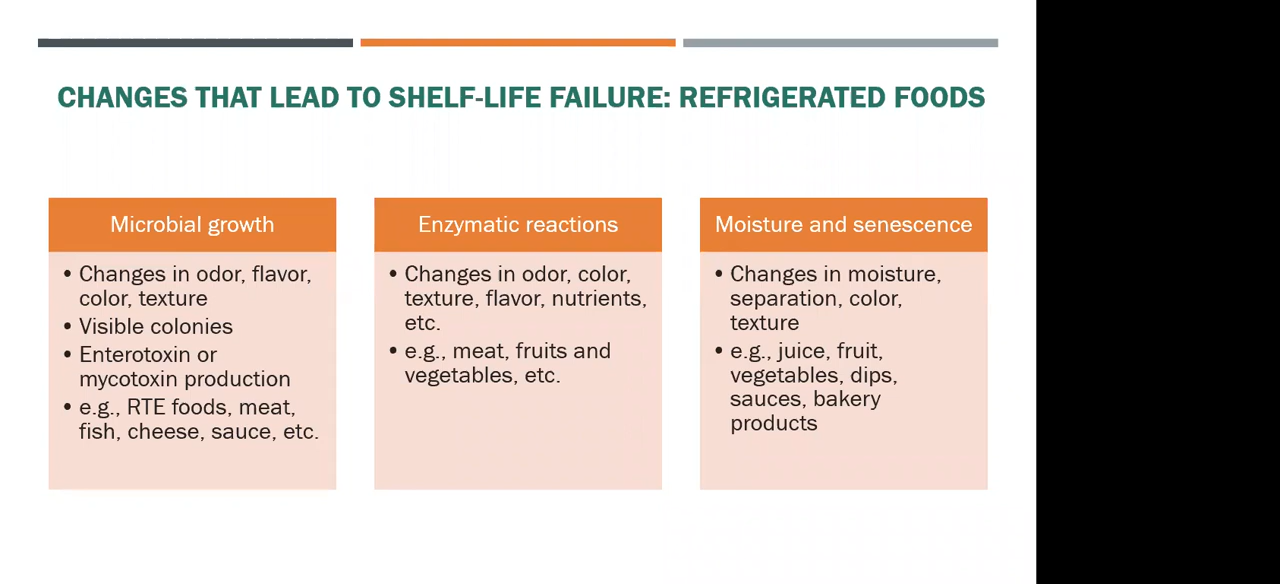 CHANGES THAT LEAD TO SHELF-LIFE FAILURE: REFRIGERATED FOODS
Microbial growth
• Changes in odor, flavor,
color, texture
• Visible colonies
• Enterotoxin or
mycotoxin production
• e.g., RTE foods, meat,
fish, cheese, sauce, etc.
Enzymatic reactions
• Changes in odor, color,
texture, flavor, nutrients,
etc.
• e.g., meat, fruits and
vegetables, etc.
Moisture and senescence
• Changes in moisture,
separation, color,
texture
• e.g., juice, fruit,
vegetables, dips,
sauces, bakery
products